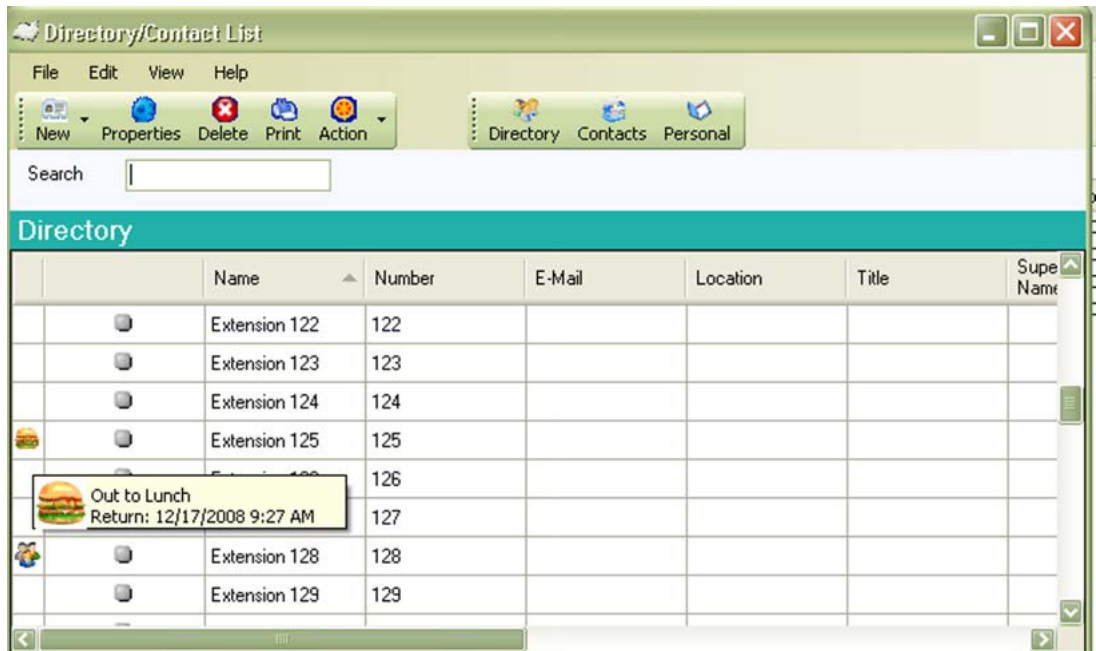 Directory/Contact List
File Edit View Help
New Properties Delete Print Action Directory Contacts Personal
Search
Directory
Name Number E-Mail Location Title Supe
Name
Extension 122 122
Extension 123 123
Extension 124 124
Extension 125 125
126
Out to Lunch
Return: 12/17/2008 9:27 AM
127
Extension 128 128
Extension 129 129